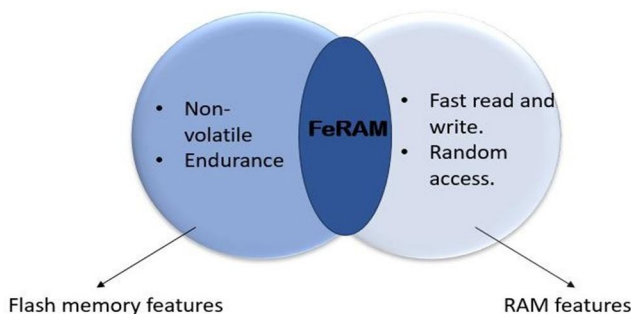 • Non-
volatile
• Endurance
FeRAM
• Fast read and
write.
• Random
access.
Flash memory features
RAM features